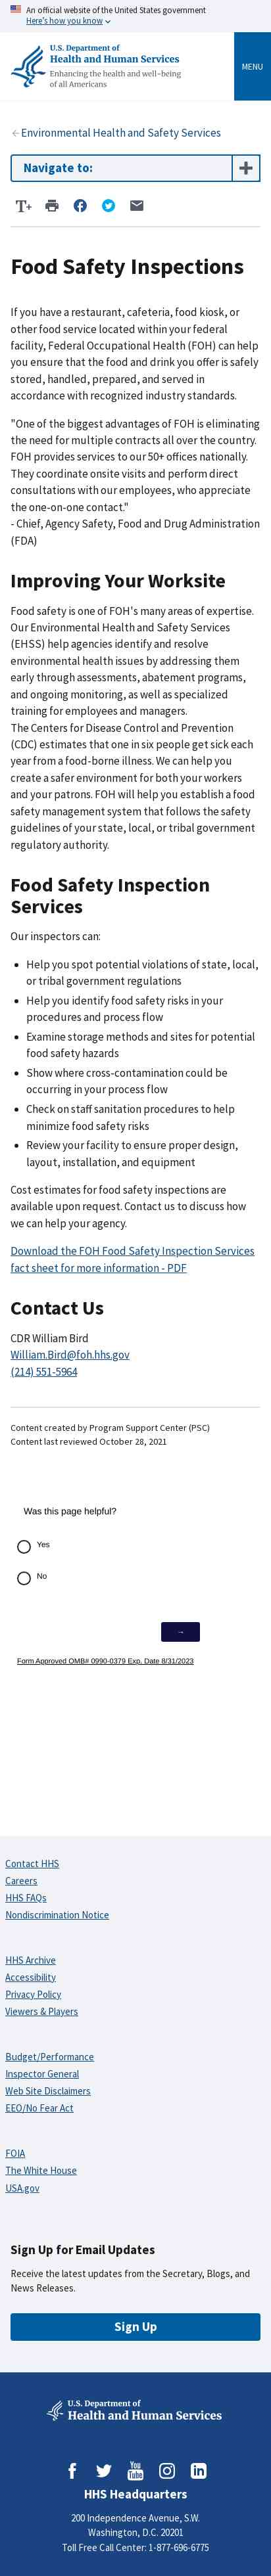 An official website of the United States government
Here's how you know
U.S. Department of
Health and Human Services
Enhancing the health and well-being
of all Americans
MENU
Environmental Health and Safety Services
Navigate to:
T+
Food Safety Inspections
If you have a restaurant, cafeteria, food kiosk, or
other food service located within your federal
facility, Federal Occupational Health (FOH) can help
you ensure that the food and drink you offer is safely
stored, handled, prepared, and served in
accordance with recognized industry standards.
"One of the biggest advantages of FOH is eliminating
the need for multiple contracts all over the country.
FOH provides services to our 50+ offices nationally.
They coordinate onsite visits and perform direct
consultations with our employees, who appreciate
the one-on-one contact."
- Chief, Agency Safety, Food and Drug Administration
(FDA)
Improving Your Worksite
Food safety is one of FOH's many areas of expertise.
Our Environmental Health and Safety Services
(EHSS) help agencies identify and resolve
environmental health issues by addressing them
early through assessments, abatement programs,
and ongoing monitoring, as well as specialized
training for employees and managers.
The Centers for Disease Control and Prevention
(CDC) estimates that one in six people get sick each
year from a food-borne illness. We can help you
create a safer environment for both your workers
and your patrons. FOH will help you establish a food
safety management system that follows the safety
guidelines of your state, local, or tribal government
regulatory authority.
Food Safety Inspection
Services
Our inspectors can:
Help you spot potential violations of state, local,
or tribal government regulations
Help you identify food safety risks in your
procedures and process flow
Examine storage methods and sites for potential
food safety hazards
Show where cross-contamination could be
occurring in your process flow
Check on staff sanitation procedures to help
minimize food safety risks
Review your facility to ensure proper design,
layout, installation, and equipment
Cost estimates for food safety inspections are
available upon request. Contact us to discuss how
we can help your agency.
Download the FOH Food Safety Inspection Services
fact sheet for more information - PDF
Contact Us
CDR William Bird
William.Bird@foh.hhs.gov
(214) 551-5964
Content created by Program Support Center (PSC)
Content last reviewed October 28, 2021
Was this page helpful?
Yes
No
→
Form Approved OMB# 0990-0379 Exp. Date 8/31/2023
Contact HHS
Careers
HHS FAQs
Nondiscrimination Notice
HHS Archive
Accessibility
Privacy Policy
Viewers & Players
Budget/Performance
Inspector General
Web Site Disclaimers
EEO/No Fear Act
FOIA
The White House
USA.gov
Sign Up for Email Updates
Receive the latest updates from the Secretary, Blogs, and
News Releases.
Sign Up
U.S. Department of
Health and Human Services
You
Tube
HHS Headquarters
200 Independence Avenue, S.W.
Washington, D.C. 20201
Toll Free Call Center: 1-877-696-6775